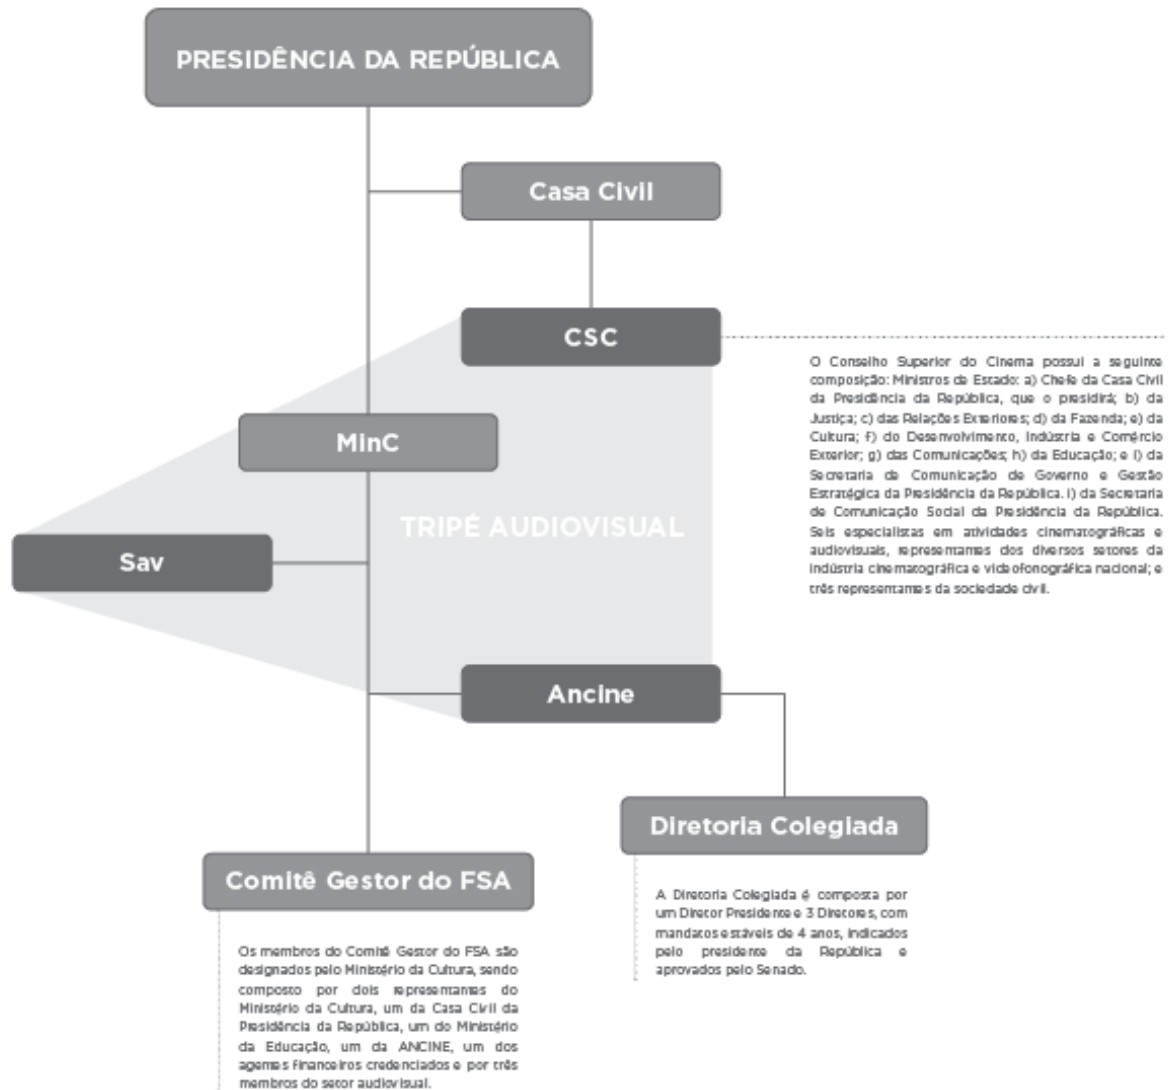 PRESIDÊNCIA DA REPÚBLICA
Casa Civil
CSC
O Conselho Superior do Cinema possui a seguinte
composição: Ministros de Estado: a) Chefe da Casa Civil
da Presidência da República, que o presidirá; b) da
Justiça; c) das Relações Exteriores; d) da Fazenda; e) da
Cultura; f) do Desenvolvimento, Indústria e Comércio
Exterior; g) das Comunicações; h) da Educação; e i) da
Secretaria de Comunicação de Governo e Gestão
Estratégica da Presidência da República. i) da Secretaria
de Comunicação Social da Presidência da República.
Seis especialistas em atividades cinematográficas e
audiovisuais, representantes dos diversos setores da
indústria cinematográfica e videofonográfica nacional; e
três representantes da sociedade civil.
MinC
TRIPÉ AUDIOVISUAL
Sav
Ancine
Diretoria Colegiada
A Diretoria Colegiada é composta por
um Diretor Presidente e 3 Diretores, com
mandatos estáveis de 4 anos, indicados
pelo presidente da República e
aprovados pelo Senado.
Comitê Gestor do FSA
Os membros do Comitê Gestor do FSA são
designados pelo Ministério da Cultura, sendo
composto por dois representantes do
Ministério da Cultura, um da Casa Civil da
Presidência da República, um do Ministério
da Educação, um da ANCINE, um dos
agentes financeiros credenciados e por três
membros do setor audiovisual.